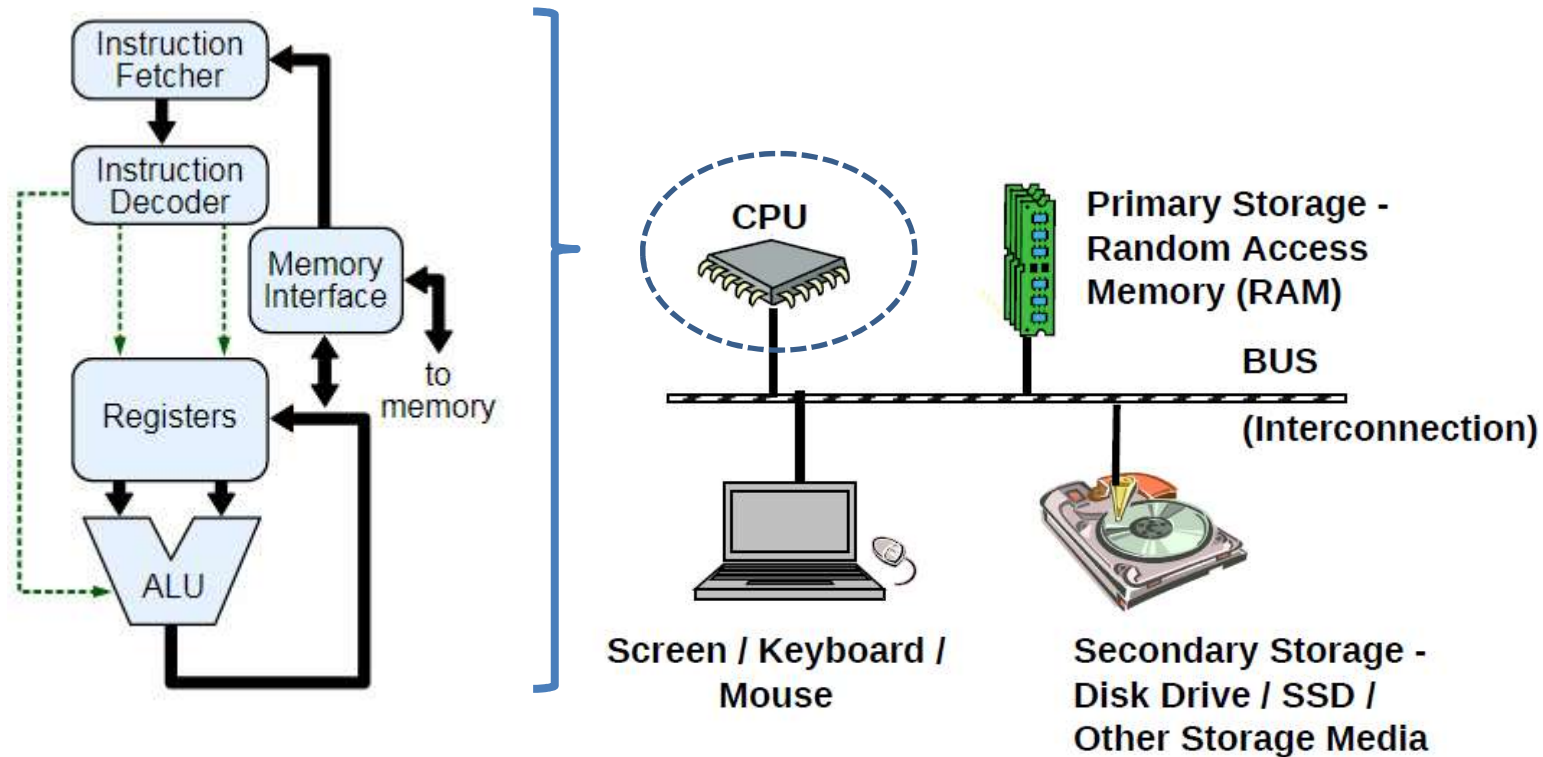 Instruction
Fetcher
Instruction
Decoder
Memory
Interface
to
memory
Registers
ALU
CPU
Primary Storage -
Random Access
Memory (RAM)
BUS
(Interconnection)
Screen / Keyboard /
Mouse
Secondary Storage -
Disk Drive / SSD /
Other Storage Media